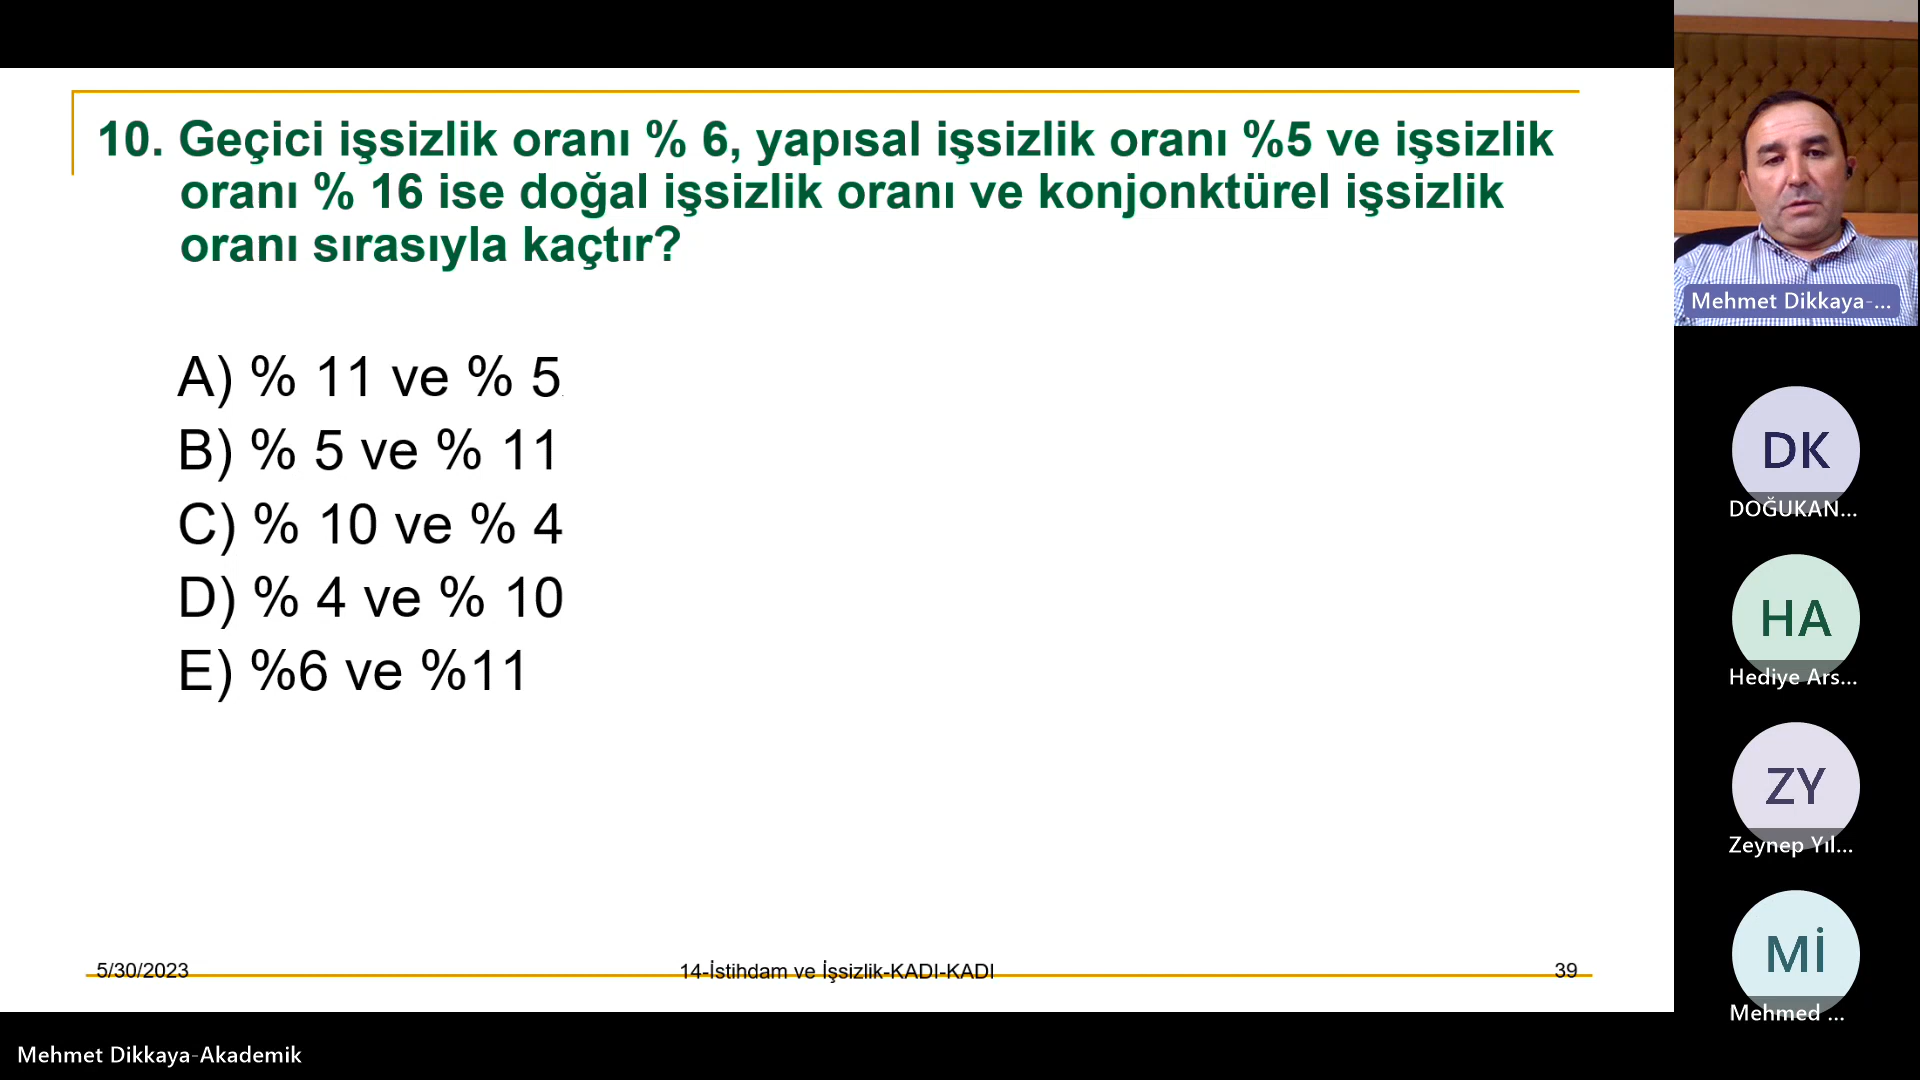 10. Geçici işsizlik oranı % 6, yapısal işsizlik oranı %5 ve işsizlik
oranı % 16 ise doğal işsizlik oranı ve konjonktürel işsizlik
oranı sırasıyla kaçtır?
A) % 11 ve % 5
B) % 5 ve % 11
C) % 10 ve % 4
D) % 4 ve % 10
E) %6 ve %11
5/30/2023
14-İstihdam ve İşsizlik-KADI-KADI
39
Mehmet Dikkaya-...
DK
DOĞUKAN...
HA
Hediye Ars...
ZY
Zeynep Yıl...
Mİ
Mehmed ...
Mehmet Dikkaya-Akademik